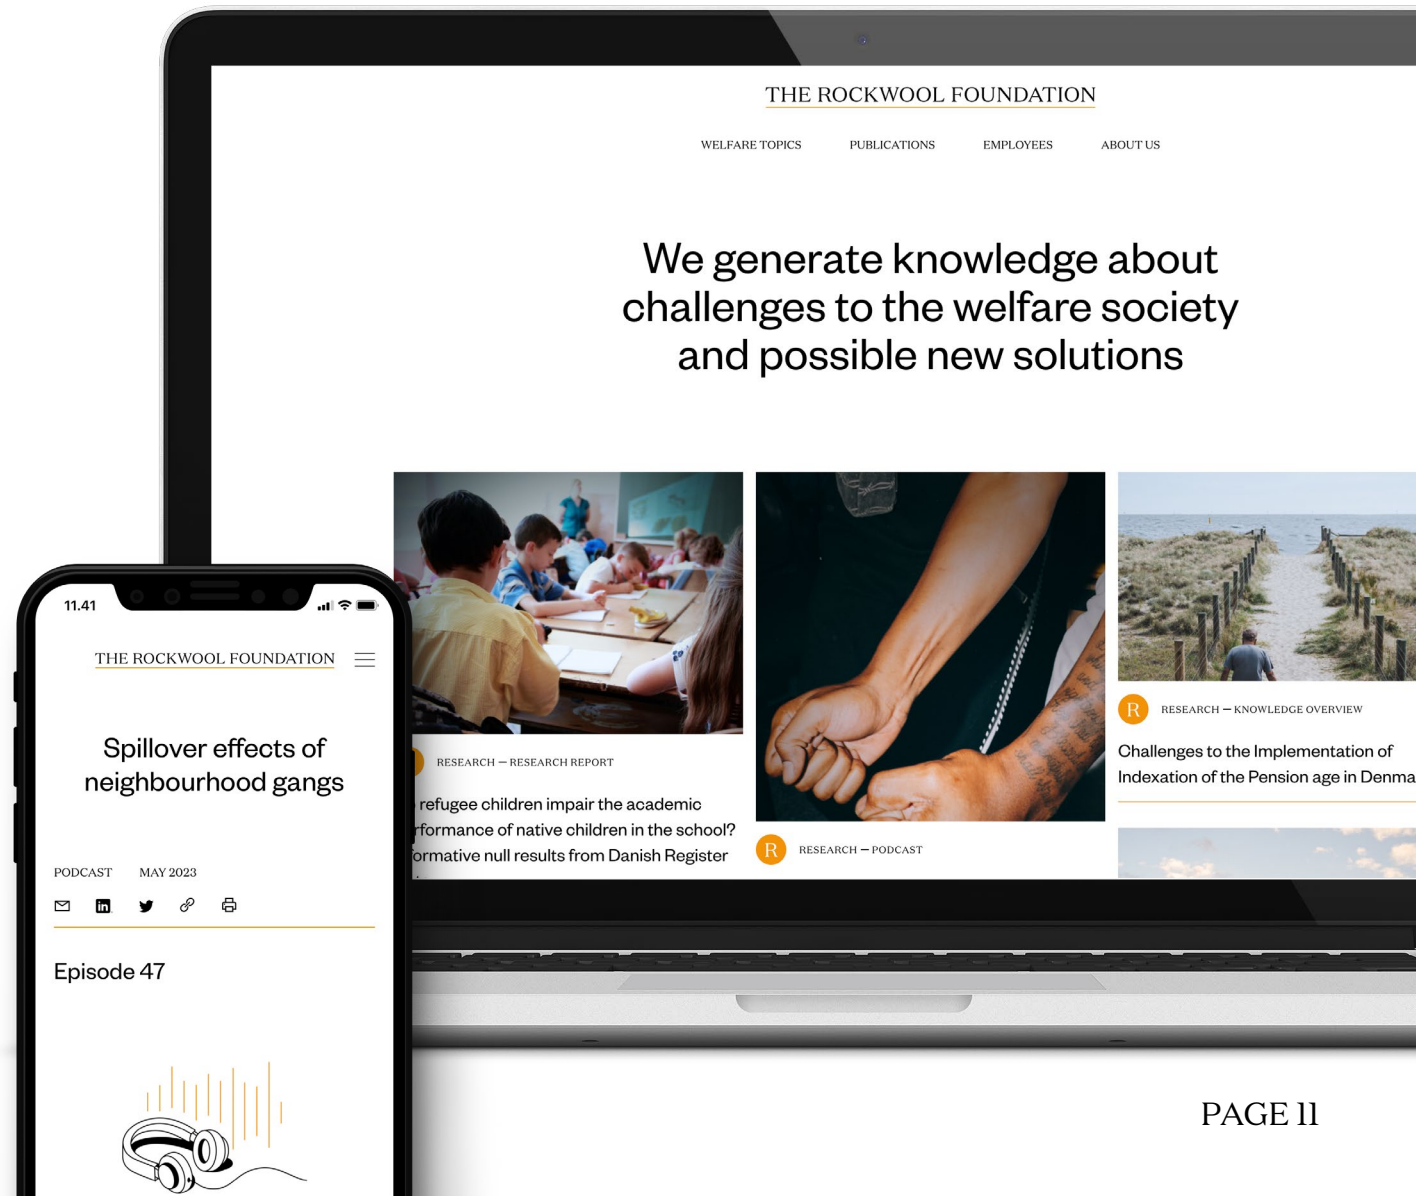 THE ROCKWOOL FOUNDATION
WELFARE TOPICS PUBLICATIONS EMPLOYEES ABOUT US
We generate knowledge about
challenges to the welfare society
and possible new solutions
RESEARCH — RESEARCH REPORT
refugee children impair the academic
of native children in the school?
null results from Danish Register
R RESEARCH — PODCAST
R RESEARCH — KNOWLEDGE OVERVIEW
Challenges to the Implementation of
Indexation of the Pension age in Denma
11.41
THE ROCKWOOL FOUNDATION
Spillover effects of
neighbourhood gangs
PODCAST MAY 2023
in
Episode 47
PAGE 11